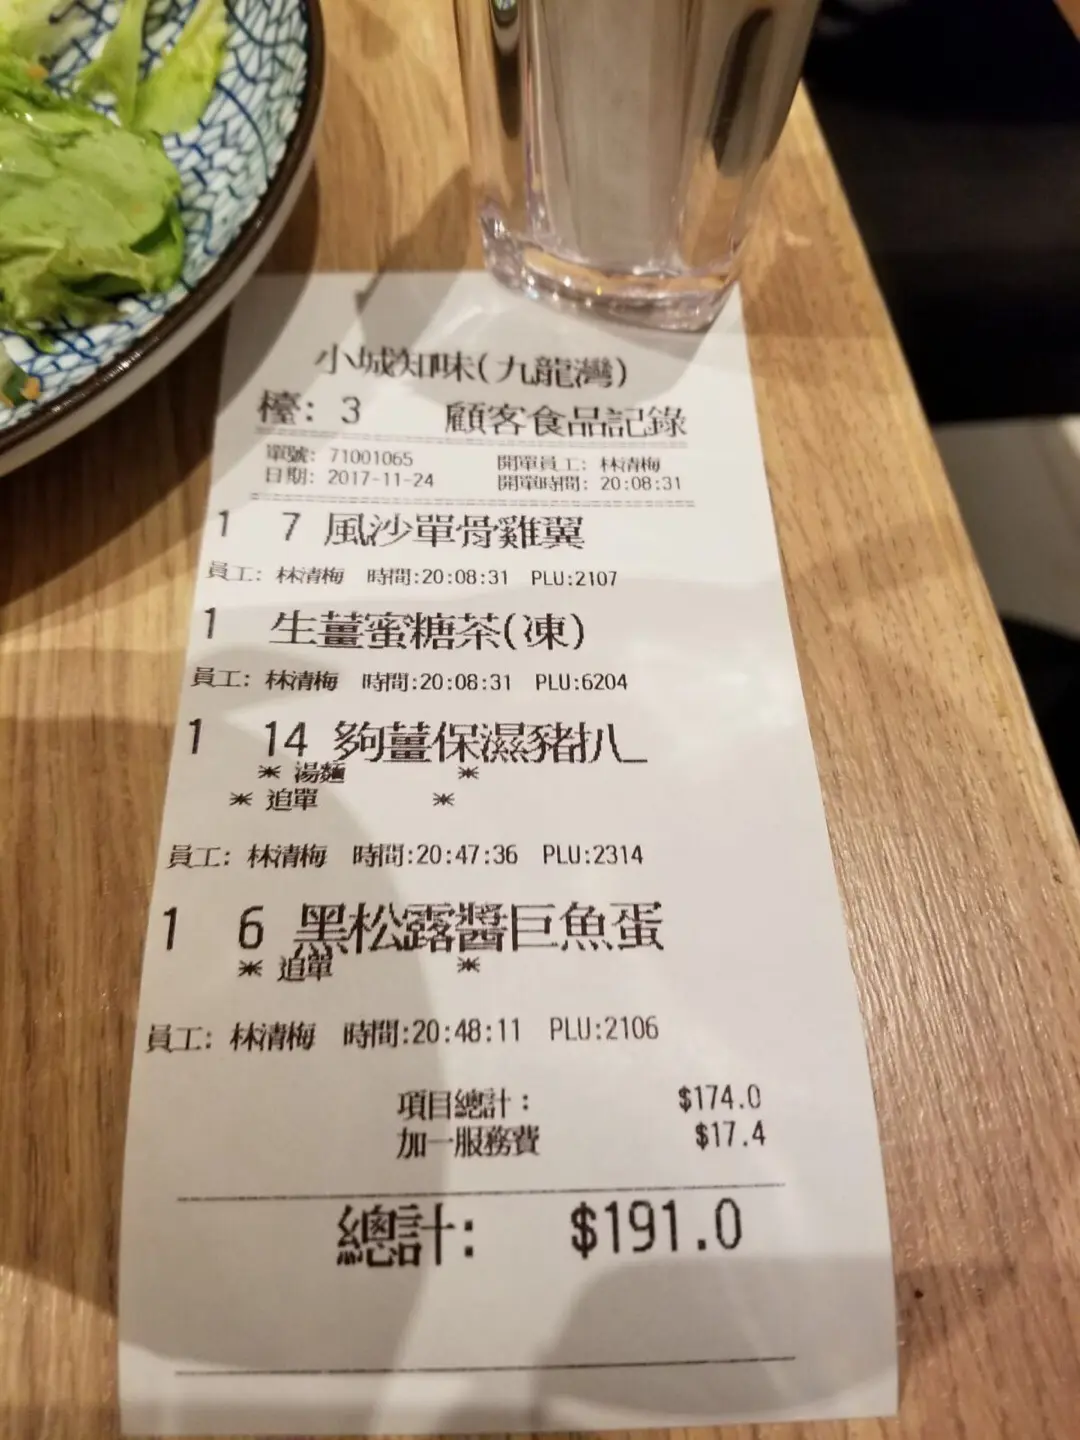 小城知味(九龍灣)
檯: 3 顧客食品記錄
單號: 71001065 開單員工: 林清梅
日期: 2017-11-24 開單時間: 20:08:31
1 7 風沙單骨雞翼
員工: 林清梅 時間:20:08:31 PLU:2107
1 生薑蜜糖茶(凍)
員工: 林清梅 時間:20:08:31 PLU:6204
1 14 夠薑保濕豬扒_
* 湯麵 *
* 追單 *
員工: 林清梅 時間:20:47:36 PLU:2314
1 6 黑松露醬巨魚蛋
* 追單 *
員工: 林清梅 時間:20:48:11 PLU:2106
項目總計: $174.0
加一服務費 $17.4
總計: $191.0